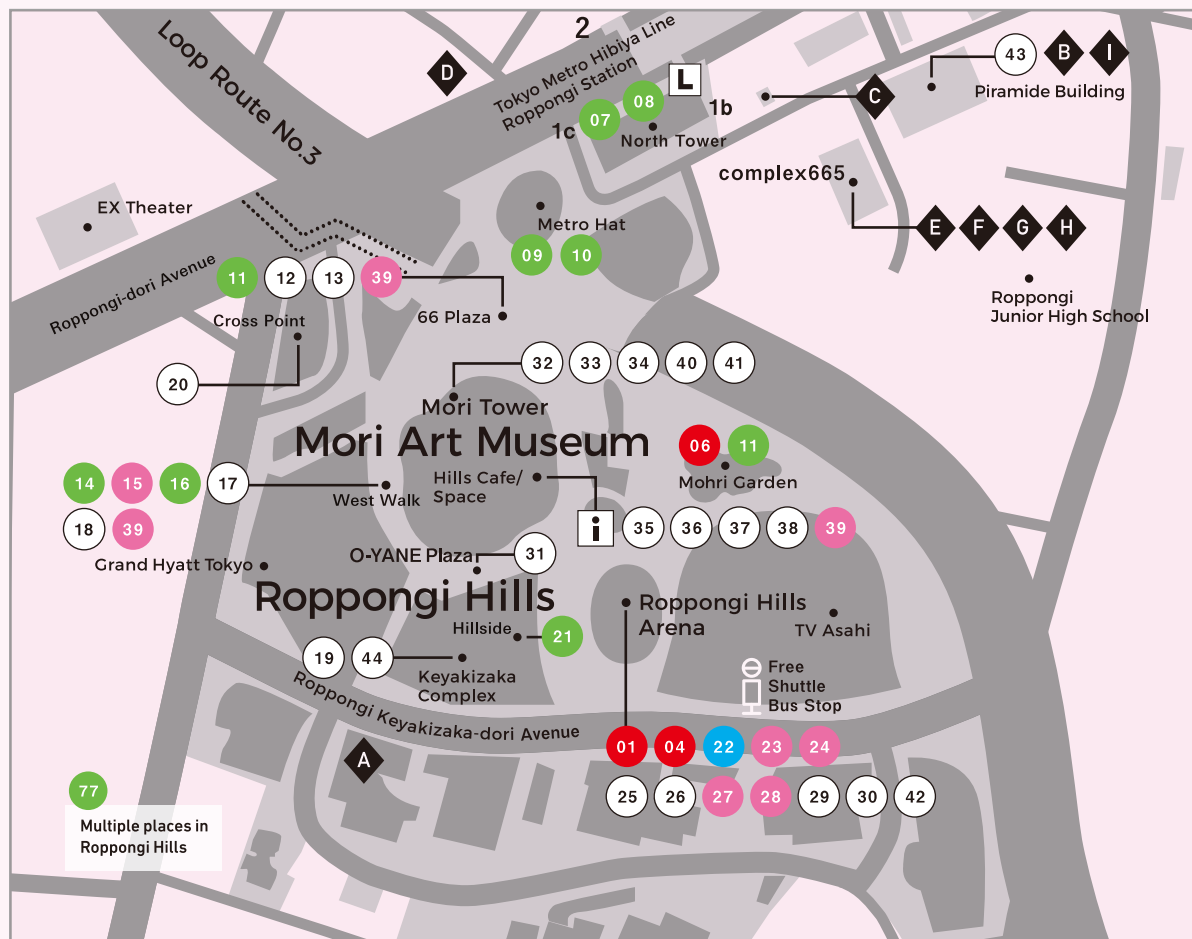 2
Loop Route No.3
D
Tokyo Metro Hibiya Line
Roppongi Station
L
43 B I
Piramide Building
08
07
1c
1b
C
North Tower
complex665
EX Theater
Metro Hat
E F G H
09 10
Roppongi-dori Avenue
11 12 13 39
66 Plaza
Cross Point
Roppongi
Junior High School
20
32 33 34 40 41
Mori Tower
Mori Art Museum
06 11
Mohri Garden
Hills Cafe/
Space
14 15 16 17
West Walk
18 39
i 35 36 37 38 39
Grand Hyatt Tokyo
O-YANE Plaza
31
Roppongi Hills
Roppongi Hills
Arena
TV Asahi
Hillside
21
19 44
Keyakizaka
Complex
Free
Shuttle
Bus Stop
Roppongi Keyakizaka-dori Avenue
01 04 22 23 24
A
25 26 27 28 29 30 42
77
Multiple places in
Roppongi Hills